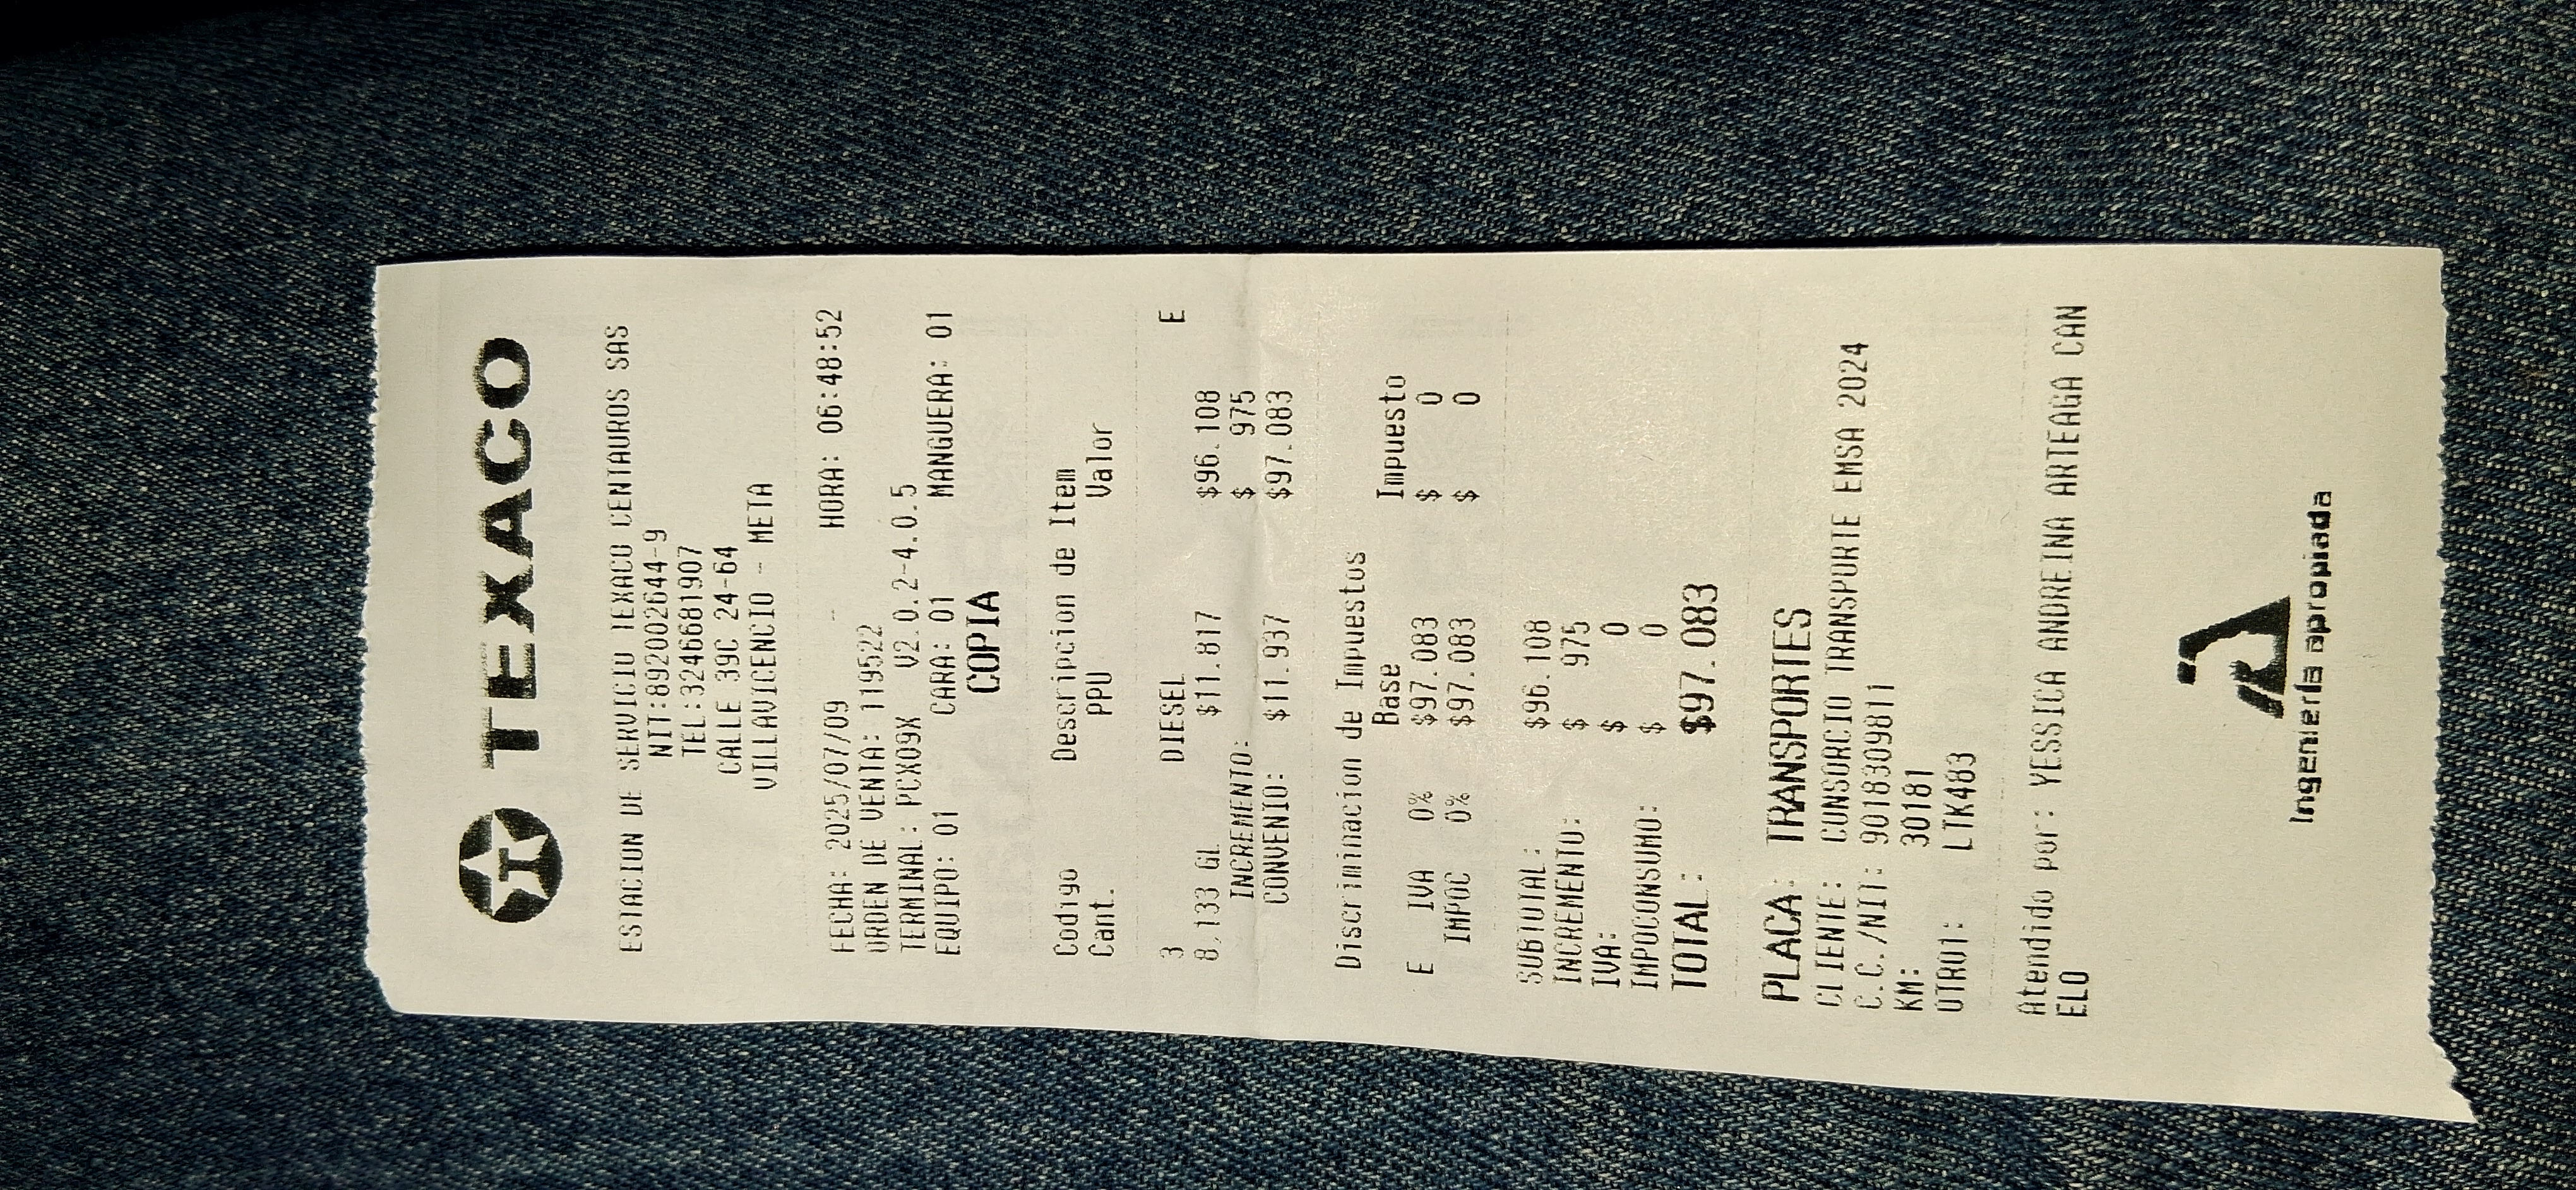 TEXACO
ESTACION DE SERVICIO TEXACO CENTAUROS SAS
NIT:892002644-9
TEL:3246681907
CALLE 39C 24-64
VILLAVICENCIO - META
FECHA: 2025/07/09 - HORA: 06:48:52
ORDEN DE VENTA: 119522
TERMINAL: PCX09X V2.0.2-4.0.5
EQUIPO: 01 CARA: 01 MANGUERA: 01
COPIA
Codigo Descripcion de Item
Cant. PPU Valor
3 DIESEL E
8,133 GL $11.817 $96.108
INCREMENTO: $ 975
CONVENIO: $11.937 $97.083
Discriminacion de Impuestos
Base Impuesto
E IVA 0% $97.083 $ 0
IMPOC 0% $97.083 $ 0
SUBTOTAL: $96.108
INCREMENTO: $ 975
IVA: $ 0
IMPOCONSUMO: $ 0
TOTAL: $97.083
PLACA: TRANSPORTES
CLIENTE: CONSORCIO TRANSPORTE EMSA 2024
C.C./NIT: 9018309811
KM: 30181
OTRO1: LTK483
Atendido por: YESSICA ANDREINA ARTEAGA CAN
ELO
Ingeniería apropiada